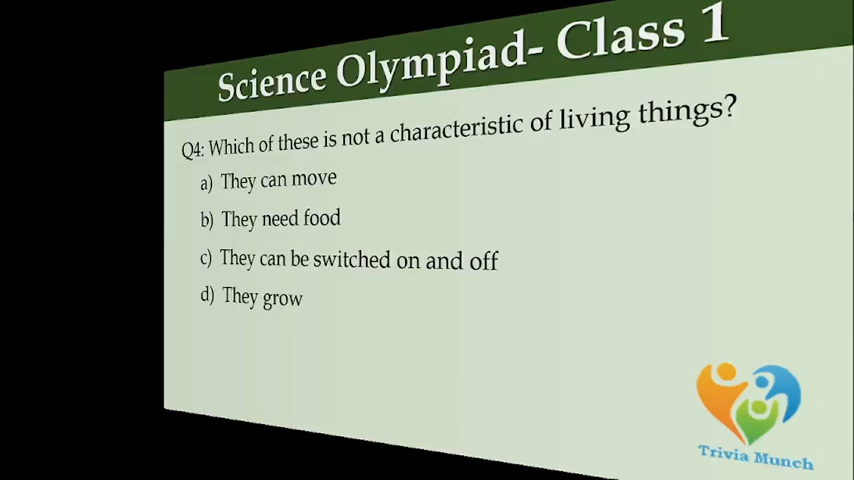 Science Olympiad- Class 1
Q4: Which of these is not a characteristic of living things?
a) They can move
b) They need food
c) They can be switched on and off
d) They grow
Trivia Munch